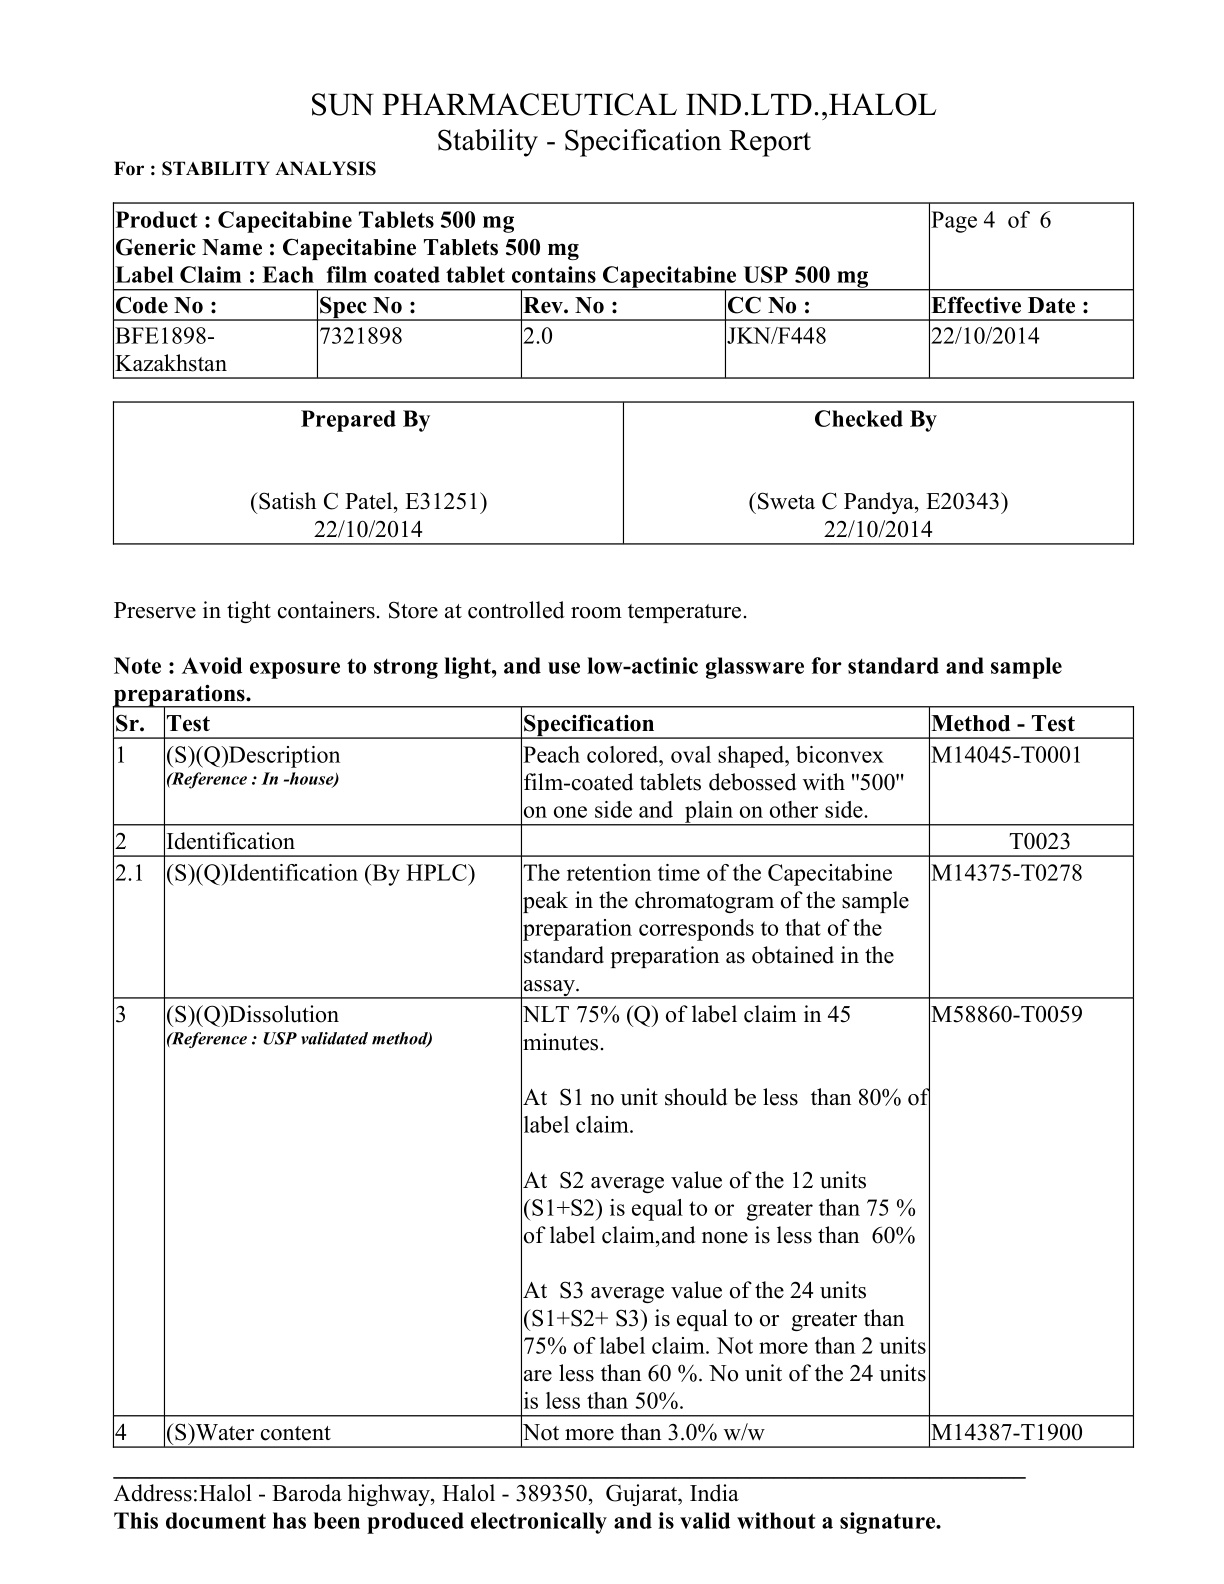 SUN PHARMACEUTICAL IND.LTD.,HALOL
Stability - Specification Report
For : STABILITY ANALYSIS
Product : Capecitabine Tablets 500 mg
Page 4 of 6
Generic Name : Capecitabine Tablets 500 mg
Label Claim : Each film coated tablet contains Capecitabine USP 500 mg
Code No : Spec No : Rev. No : CC No : Effective Date :
BFE1898- 7321898 2.0 JKN/F448 22/10/2014
Kazakhstan
Prepared By Checked By
(Satish C Patel, E31251) (Sweta C Pandya, E20343)
22/10/2014 22/10/2014
Preserve in tight containers. Store at controlled room temperature.
Note : Avoid exposure to strong light, and use low-actinic glassware for standard and sample
preparations.
Sr. Test Specification Method - Test
1 (S)(Q)Description Peach colored, oval shaped, biconvex M14045-T0001
(Reference : In -house) film-coated tablets debossed with "500"
on one side and plain on other side.
2 Identification T0023
2.1 (S)(Q)Identification (By HPLC) The retention time of the Capecitabine M14375-T0278
peak in the chromatogram of the sample
preparation corresponds to that of the
standard preparation as obtained in the
assay.
3 (S)(Q)Dissolution NLT 75% (Q) of label claim in 45 M58860-T0059
(Reference : USP validated method) minutes.
At S1 no unit should be less than 80% of
label claim.
At S2 average value of the 12 units
(S1+S2) is equal to or greater than 75 %
of label claim,and none is less than 60%
At S3 average value of the 24 units
(S1+S2+ S3) is equal to or greater than
75% of label claim. Not more than 2 units
are less than 60 %. No unit of the 24 units
is less than 50%.
4 (S)Water content Not more than 3.0% w/w M14387-T1900
Address:Halol - Baroda highway, Halol - 389350, Gujarat, India
This document has been produced electronically and is valid without a signature.